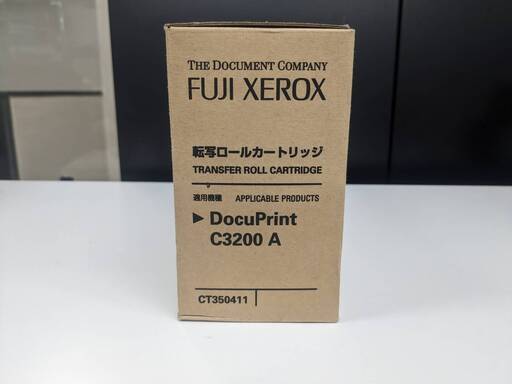 THE DOCUMENT COMPANY
FUJI XEROX
転写ロールカートリッジ
TRANSFER ROLL CARTRIDGE
適用機種 APPLICABLE PRODUCTS
▶ DocuPrint
C3200 A
CT350411